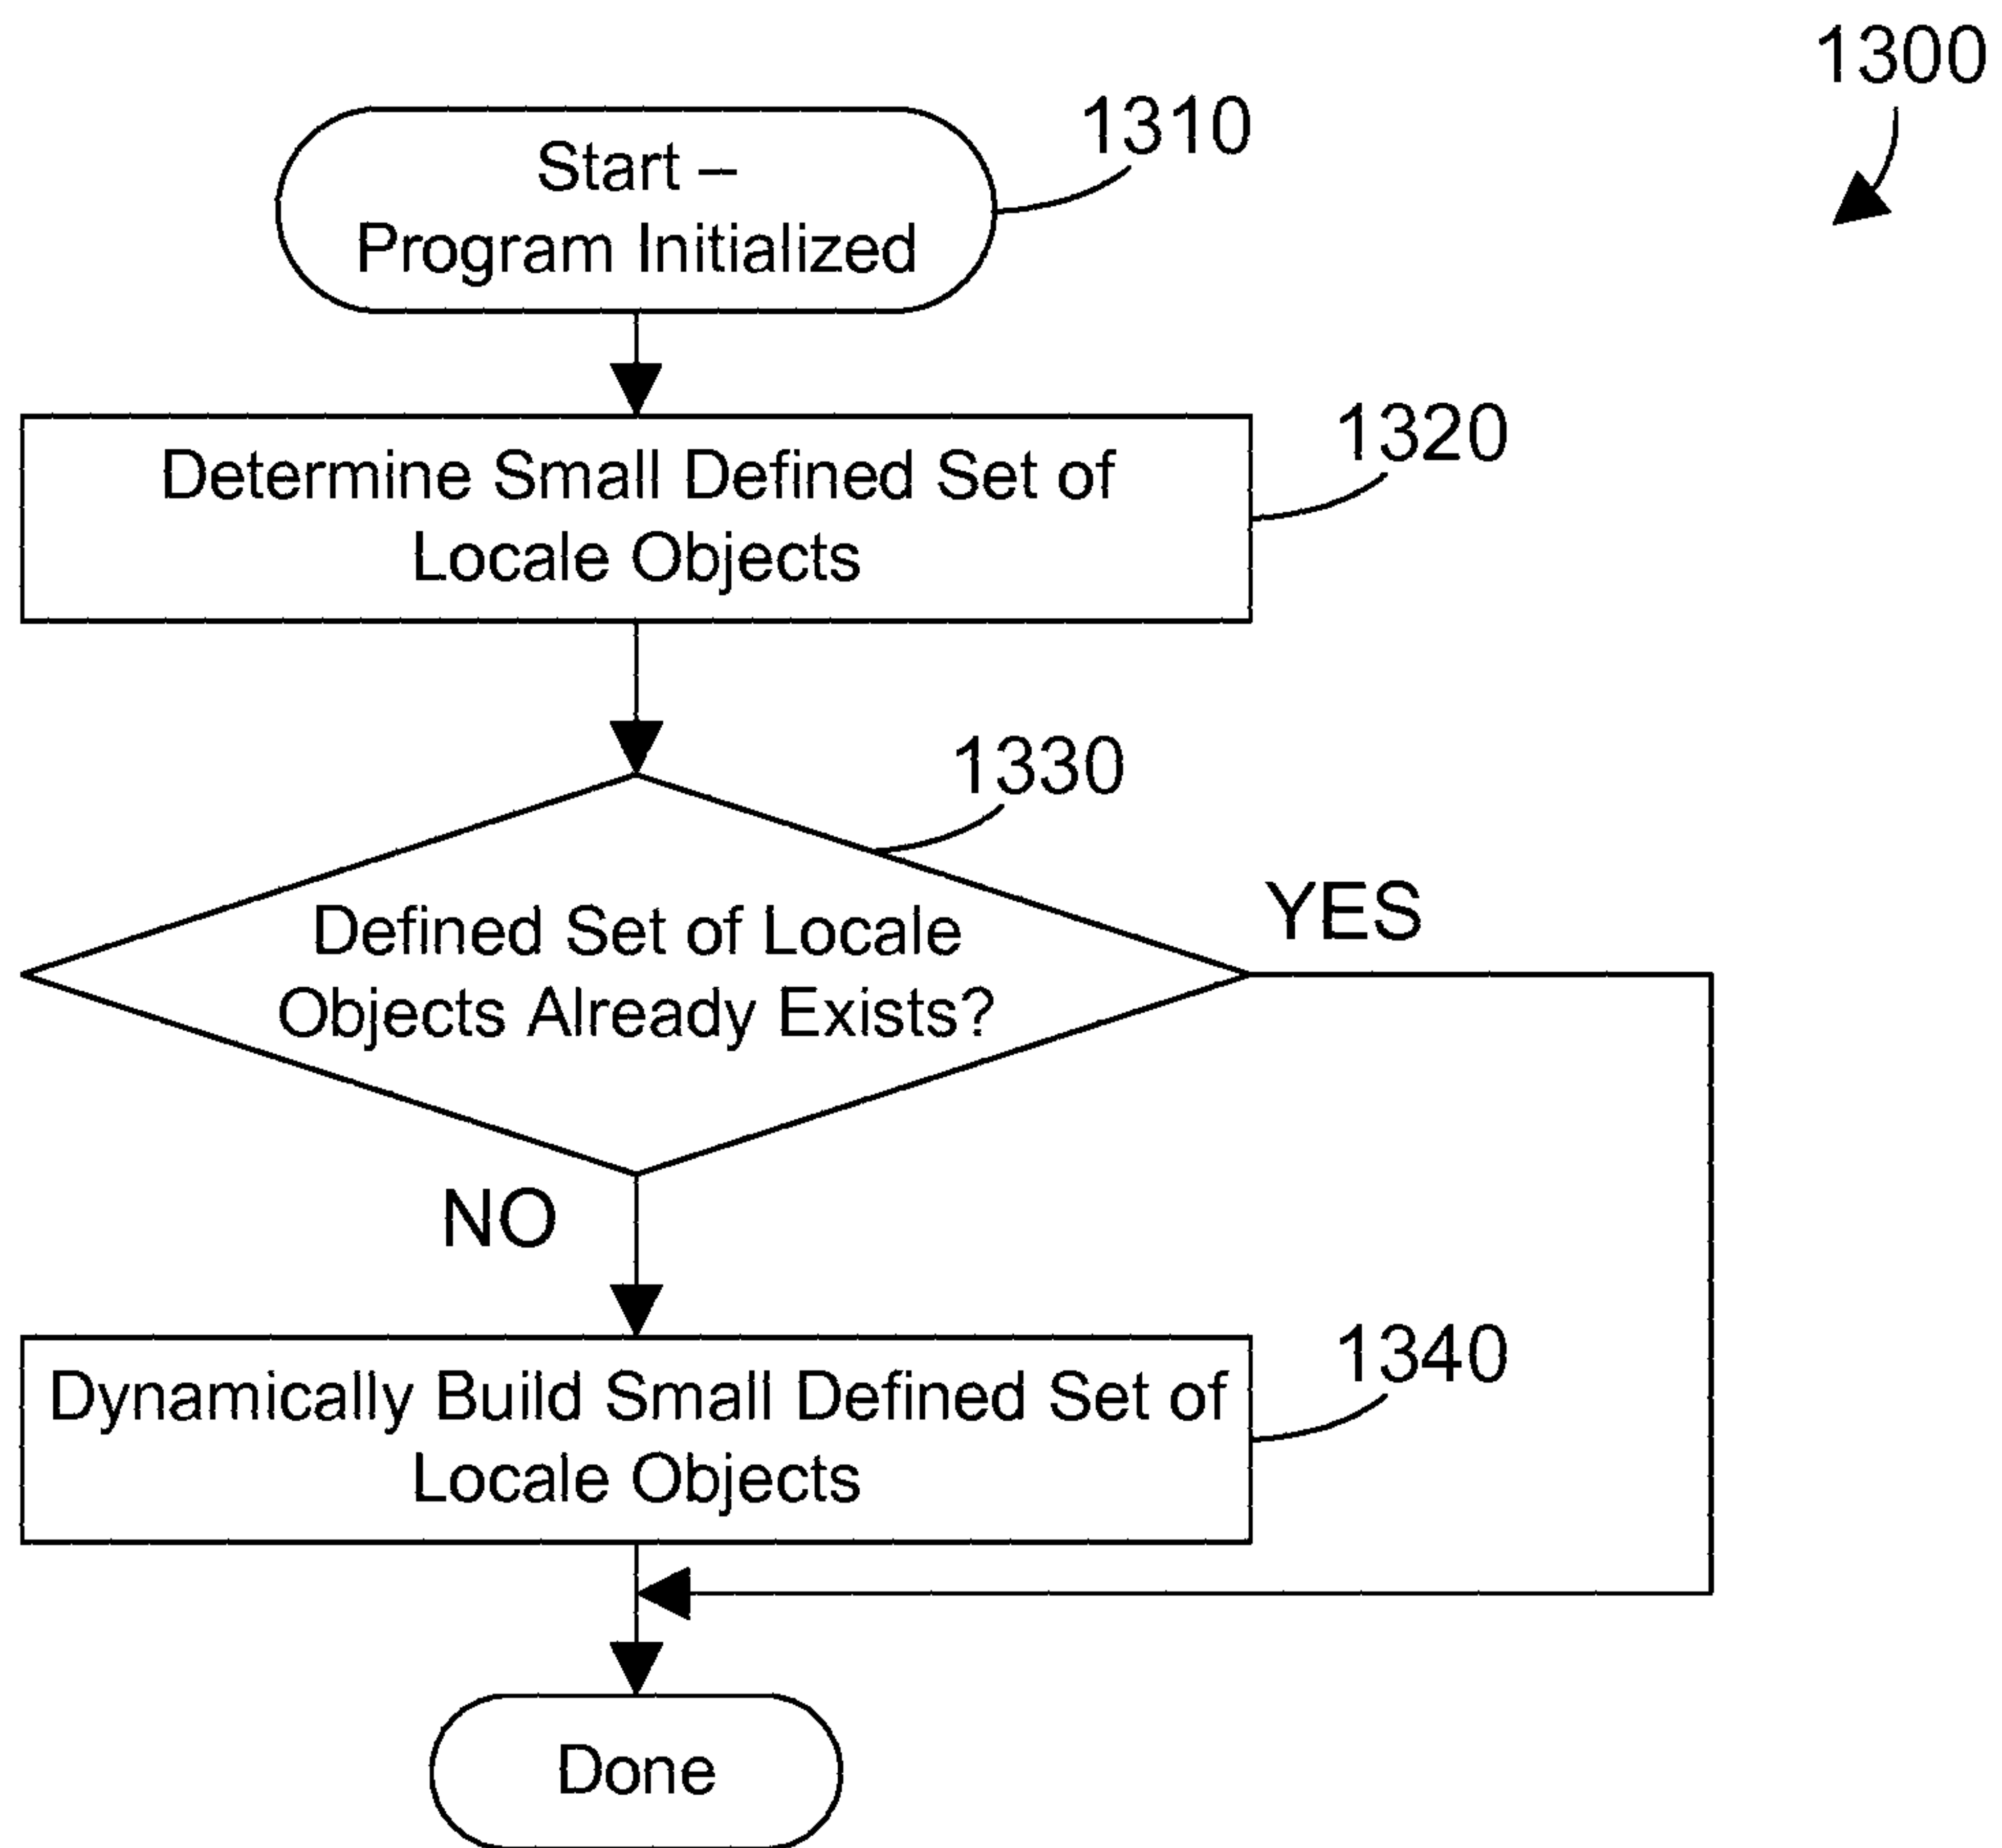 1300
1310
Start –
Program Initialized
1320
Determine Small Defined Set of
Locale Objects
1330
Defined Set of Locale
Objects Already Exists?
YES
NO
1340
Dynamically Build Small Defined Set of
Locale Objects
Done